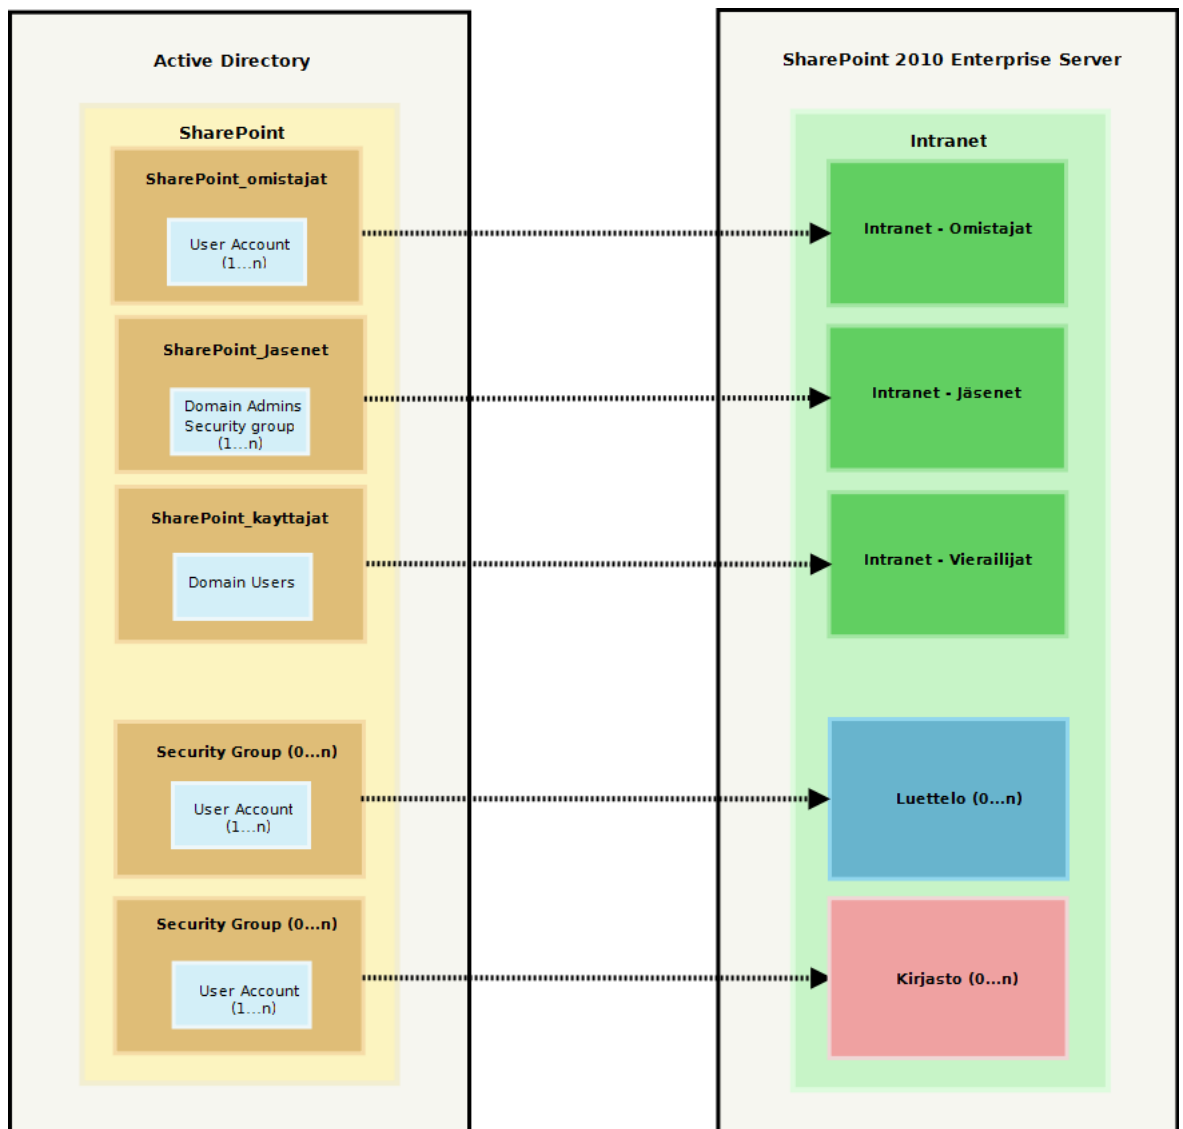 Active Directory
SharePoint
SharePoint_omistajat
User Account
(1...n)
SharePoint_Jasenet
Domain Admins
Security group
(1...n)
SharePoint_kayttajat
Domain Users
Security Group (0...n)
User Account
(1...n)
Security Group (0...n)
User Account
(1...n)
SharePoint 2010 Enterprise Server
Intranet
Intranet - Omistajat
Intranet - Jäsenet
Intranet - Vierailijat
Luettelo (0...n)
Kirjasto (0...n)